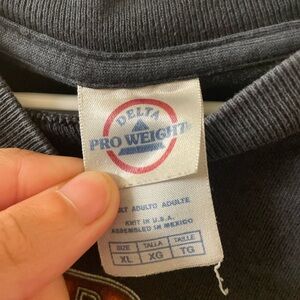 DELTA
PRO WEIGHT
ADULTO ADULTE
KNIT IN U.S.A.
ASSEMBLED IN MEXICO
SIZE TALLA TAILLE
XL XG TG